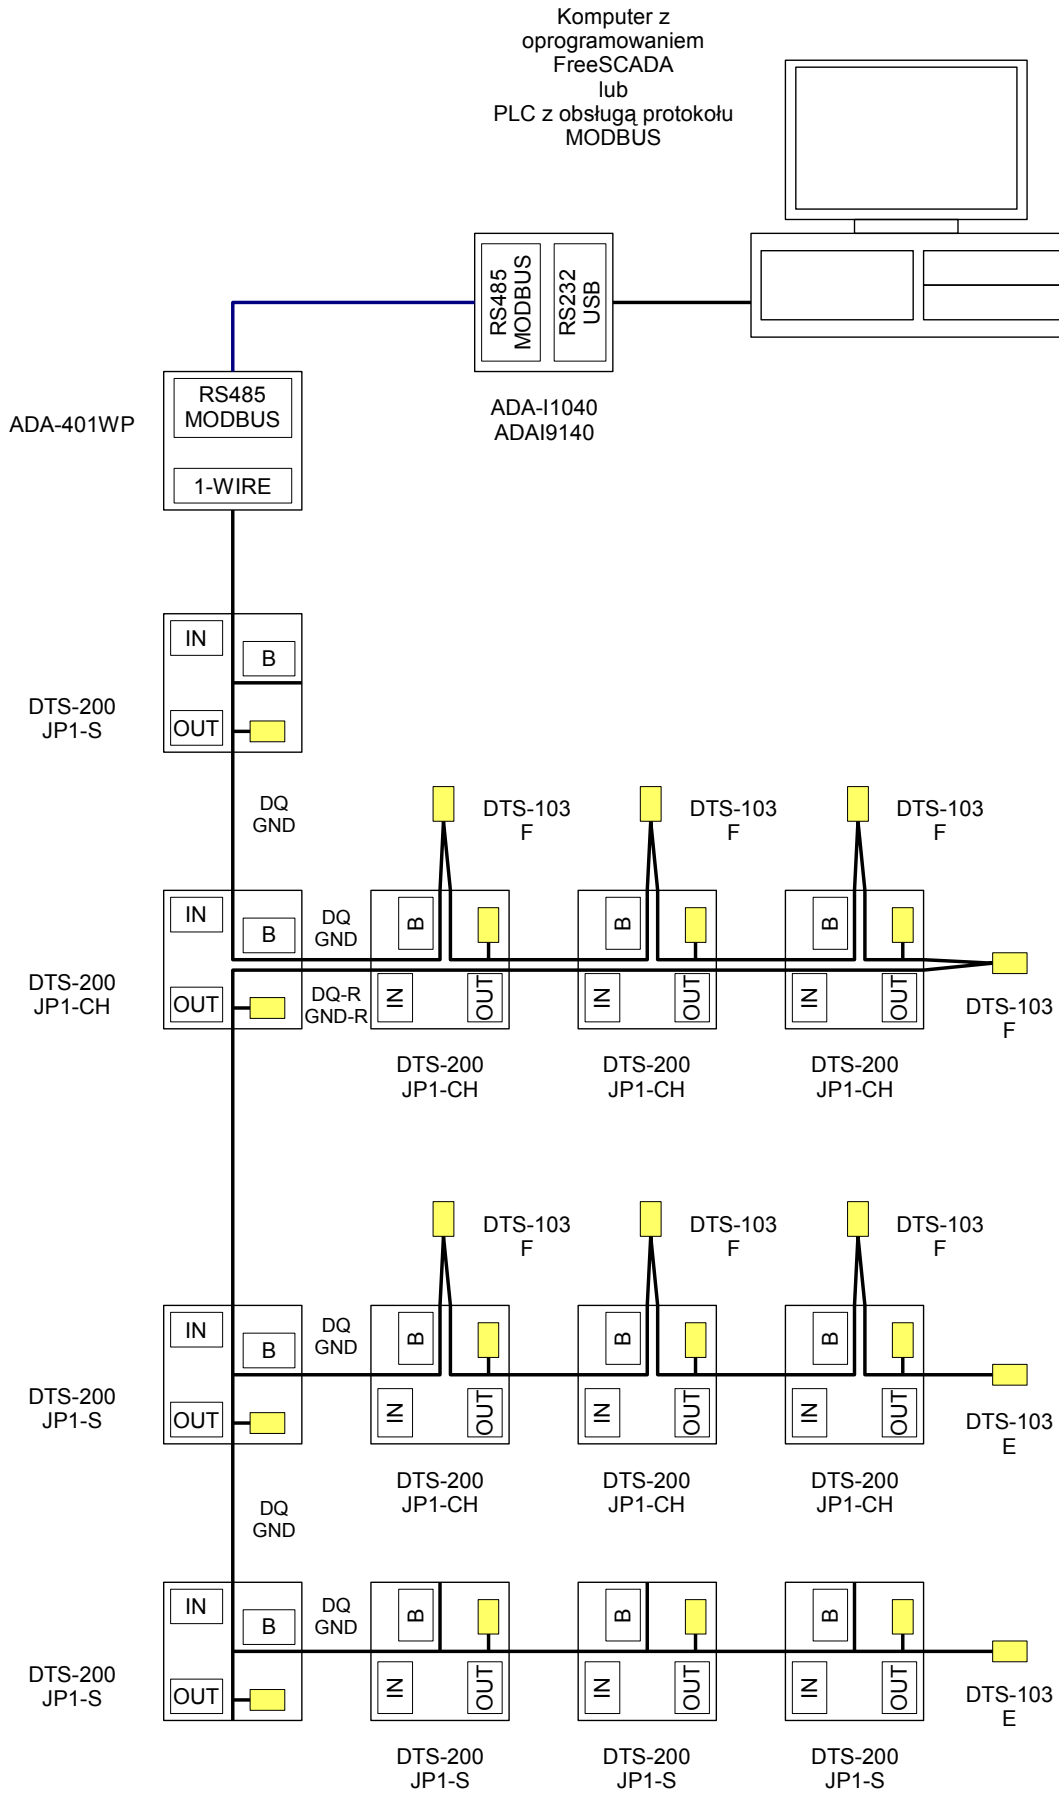 Komputer z
oprogramowaniem
FreeSCADA
lub
PLC z obsługą protokołu
MODBUS
RS485
MODBUS
RS232
USB
ADA-I1040
ADAI9140
ADA-401WP
RS485
MODBUS
1-WIRE
IN
B
OUT
DTS-200
JP1-S
DQ
GND
DTS-103
F
DTS-103
F
DTS-103
F
IN
B
OUT
DTS-200
JP1-CH
DQ
GND
DQ-R
GND-R
B
IN
OUT
B
IN
OUT
B
IN
OUT
DTS-103
F
DTS-200
JP1-CH
DTS-200
JP1-CH
DTS-200
JP1-CH
DTS-103
F
DTS-103
F
DTS-103
F
IN
B
OUT
DTS-200
JP1-S
DQ
GND
B
IN
OUT
B
IN
OUT
B
IN
OUT
DTS-103
E
DTS-200
JP1-CH
DTS-200
JP1-CH
DTS-200
JP1-CH
DQ
GND
IN
B
OUT
DTS-200
JP1-S
DQ
GND
B
IN
OUT
B
IN
OUT
B
IN
OUT
DTS-103
E
DTS-200
JP1-S
DTS-200
JP1-S
DTS-200
JP1-S